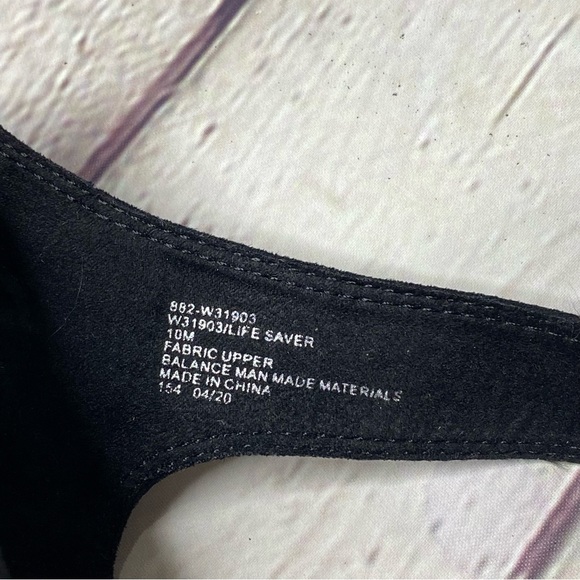 882-W31903
W31903/LIFE SAVER
10M
FABRIC UPPER
BALANCE MAN MADE MATERIALS
MADE IN CHINA
154 04/20